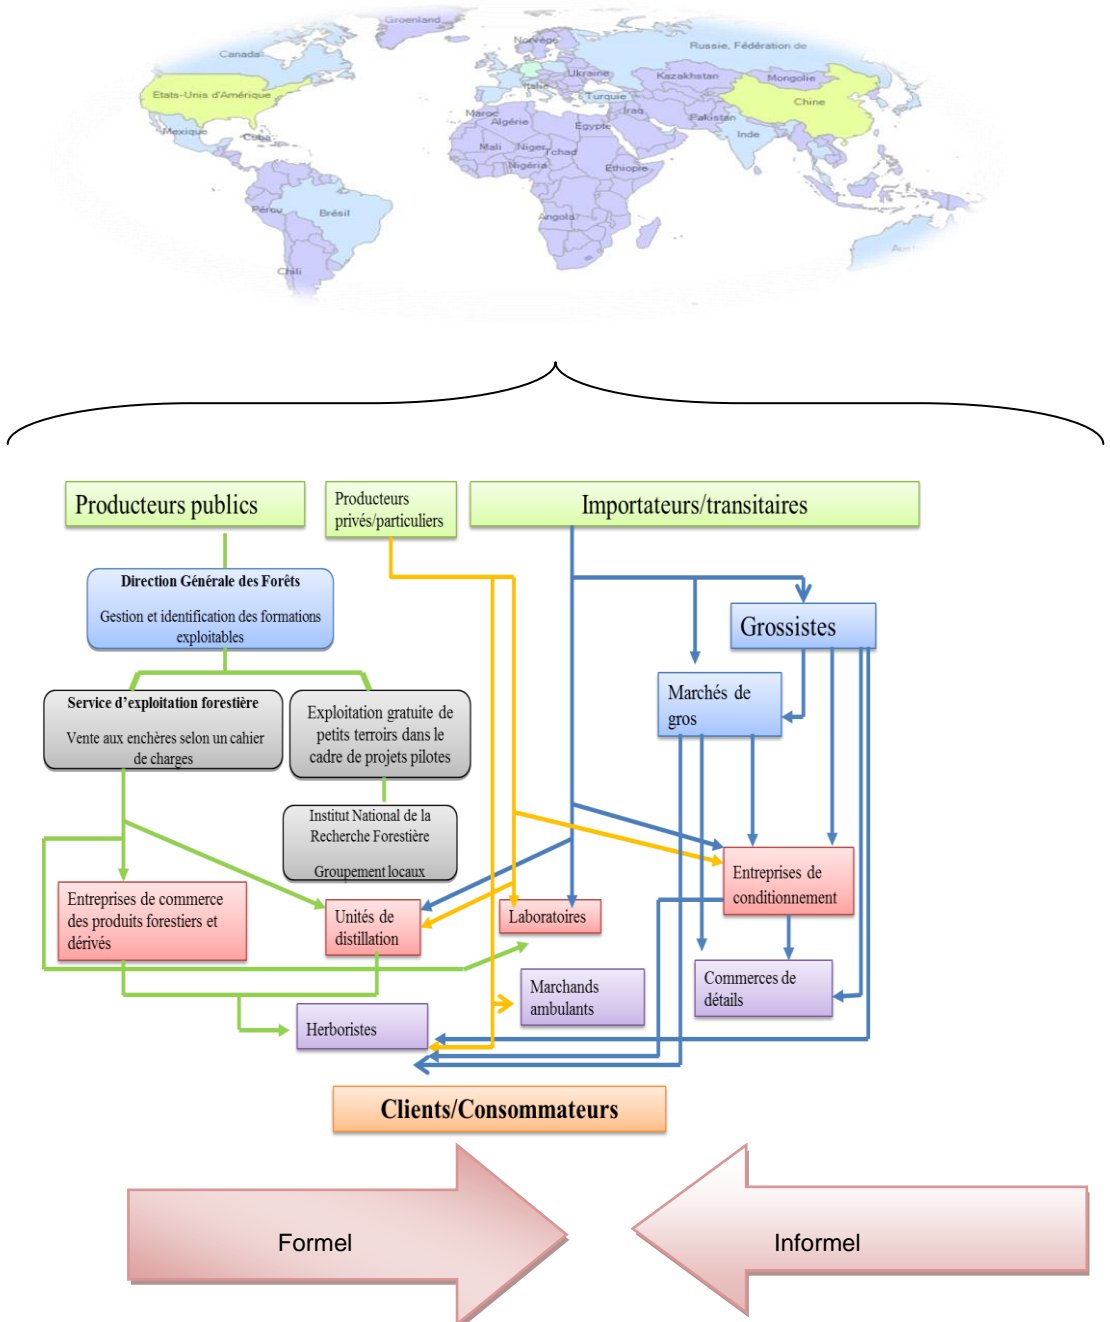 Groenland
Norvège
Russie, Fédération de
Canada
Ukraine
Kazakhstan
Mongolie
Italie
Etats-Unis d'Amérique
Turquie
Chine
Maroc
Iraq
Pakistan
Algérie
Egypte
Mexique
Cuba
Inde
Mali
Niger
Tchad
Nigéria
Ethiopie
Pérou
Brésil
Angola
Aus
Chili
Producteurs publics
Producteurs
privés/particuliers
Importateurs/transitaires
Direction Générale des Forêts
Gestion et identification des formations
exploitables
Grossistes
Marchés de
gros
Service d'exploitation forestière
Vente aux enchères selon un cahier
de charges
Exploitation gratuite de
petits terroirs dans le
cadre de projets pilotes
Institut National de la
Recherche Forestière
Groupement locaux
Entreprises de
conditionnement
Entreprises de commerce
des produits forestiers et
dérivés
Unités de
distillation
Laboratoires
Marchands
ambulants
Commerces de
détails
Herboristes
Clients/Consommateurs
Formel
Informel